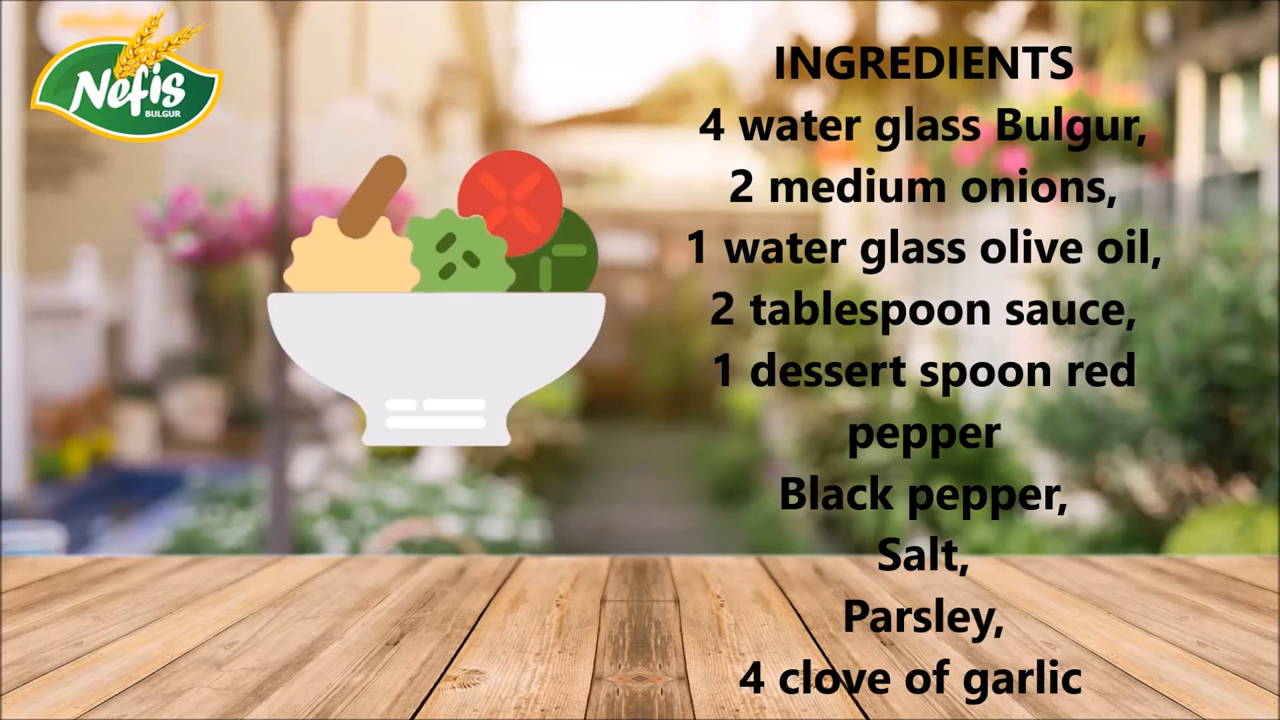 Nefis
BULGUR
INGREDIENTS
4 water glass Bulgur,
2 medium onions,
1 water glass olive oil,
2 tablespoon sauce,
1 dessert spoon red
pepper
Black pepper,
Salt,
Parsley,
4 clove of garlic